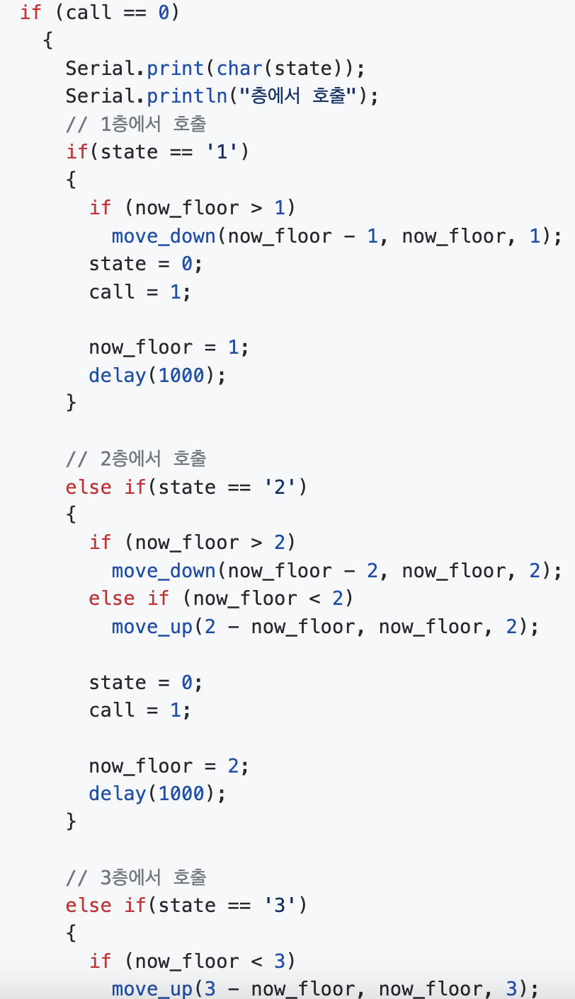 if (call == 0)
{
Serial.print(char(state));
Serial.println("층에서 호출");
// 1층에서 호출
if(state == '1')
{
if (now_floor > 1)
move_down(now_floor - 1, now_floor, 1);
state = 0;
call = 1;
now_floor = 1;
delay(1000);
}
// 2층에서 호출
else if(state == '2')
{
if (now_floor > 2)
move_down(now_floor - 2, now_floor, 2);
else if (now_floor < 2)
move_up(2 - now_floor, now_floor, 2);
state = 0;
call = 1;
now_floor = 2;
delay(1000);
}
// 3층에서 호출
else if(state == '3')
{
if (now_floor < 3)
move_up(3 - now_floor, now_floor, 3);